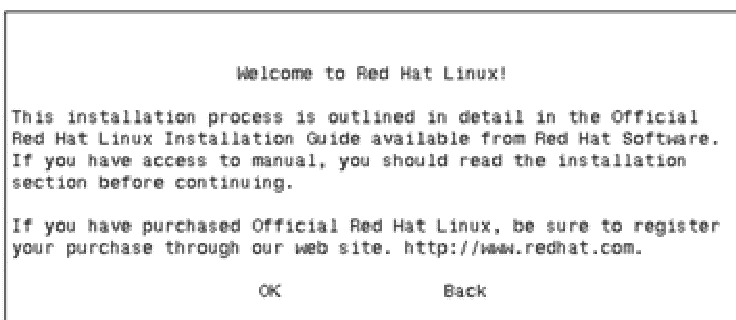 Welcome to Red Hat Linux!
This installation process is outlined in detail in the Official
Red Hat Linux Installation Guide available from Red Hat Software.
If you have access to manual, you should read the installation
section before continuing.
If you have purchased Official Red Hat Linux, be sure to register
your purchase through our web site. http://www.redhat.com.
OK Back